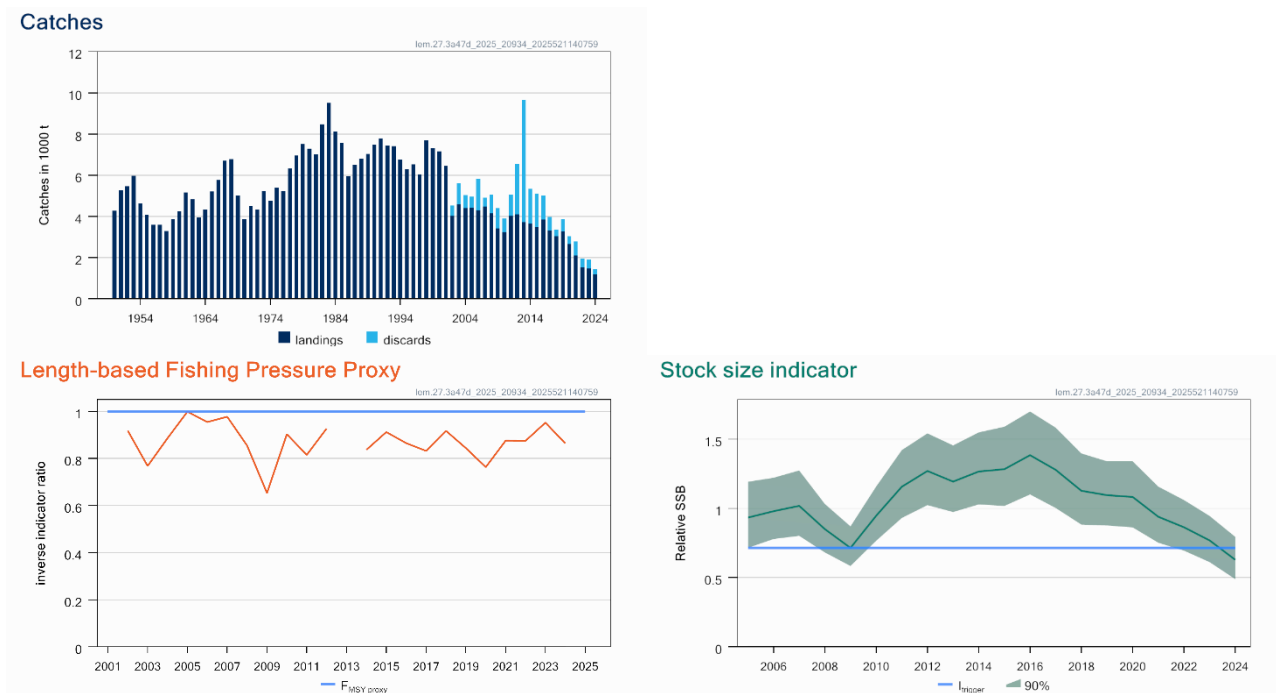 Catches
lem.27.3a47d_2025_20934_2025521140759
Catches in 1000 t
12
10
8
6
4
2
0
1954 1964 1974 1984 1994 2004 2014 2024
landings discards
Length-based Fishing Pressure Proxy
lem.27.3a47d_2025_20934_2025521140759
inverse indicator ratio
1
0.8
0.6
0.4
0.2
0
2001 2003 2005 2007 2009 2011 2013 2015 2017 2019 2021 2023 2025
FMSY proxy
Stock size indicator
lem.27.3a47d_2025_20934_2025521140759
Relative SSB
1.5
1
0.5
0
2006 2008 2010 2012 2014 2016 2018 2020 2022 2024
Itrigger 90%